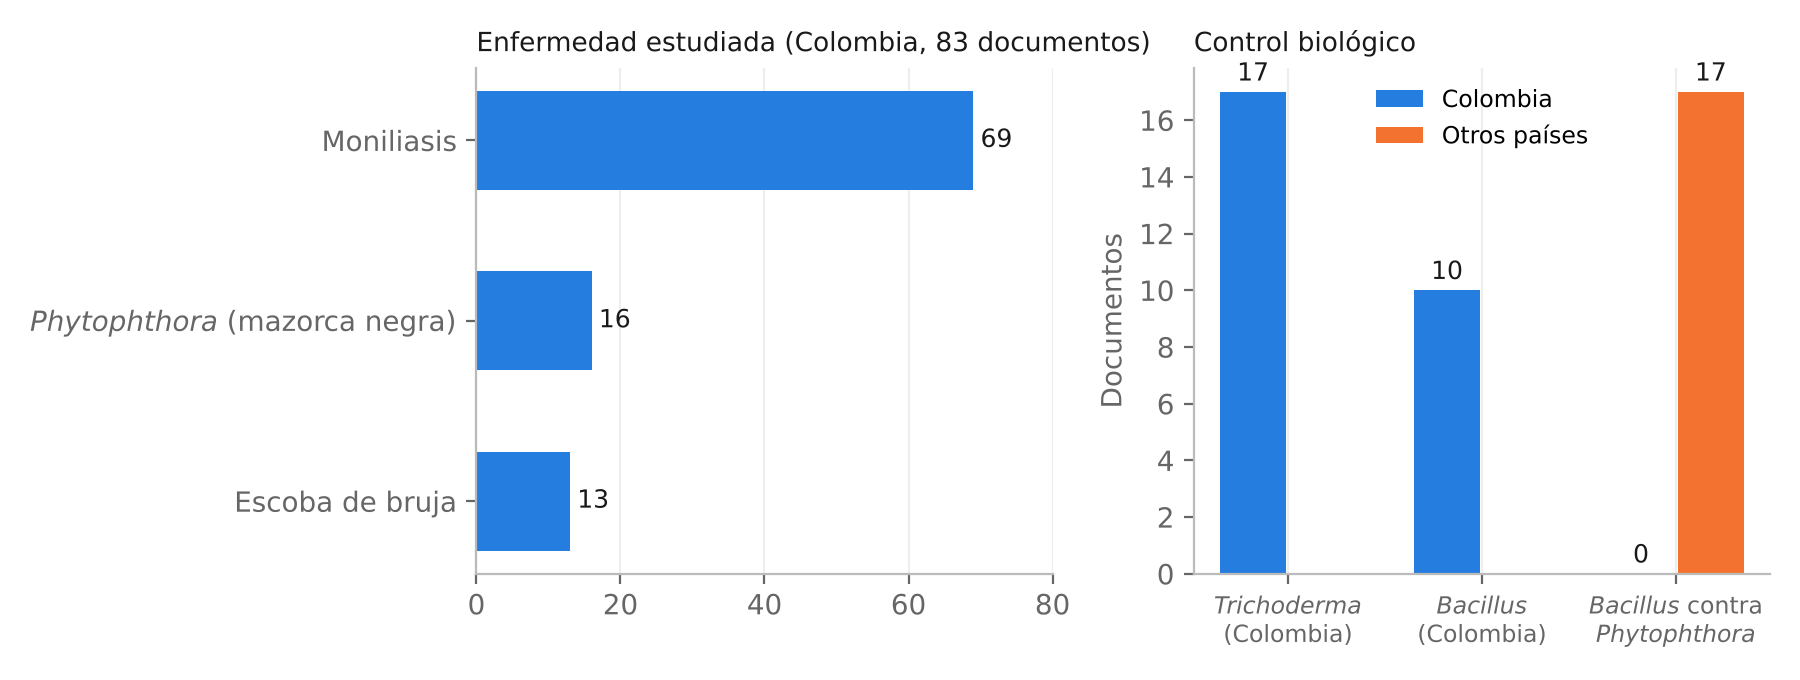 Enfermedad estudiada (Colombia, 83 documentos)
Moniliasis
69
Phytophthora (mazorca negra)
16
Escoba de bruja
13
0 20 40 60 80
Control biológico
Documentos
16
14
12
10
8
6
4
2
0
17
10
0
17
Colombia
Otros países
Trichoderma
(Colombia)
Bacillus
(Colombia)
Bacillus contra
Phytophthora